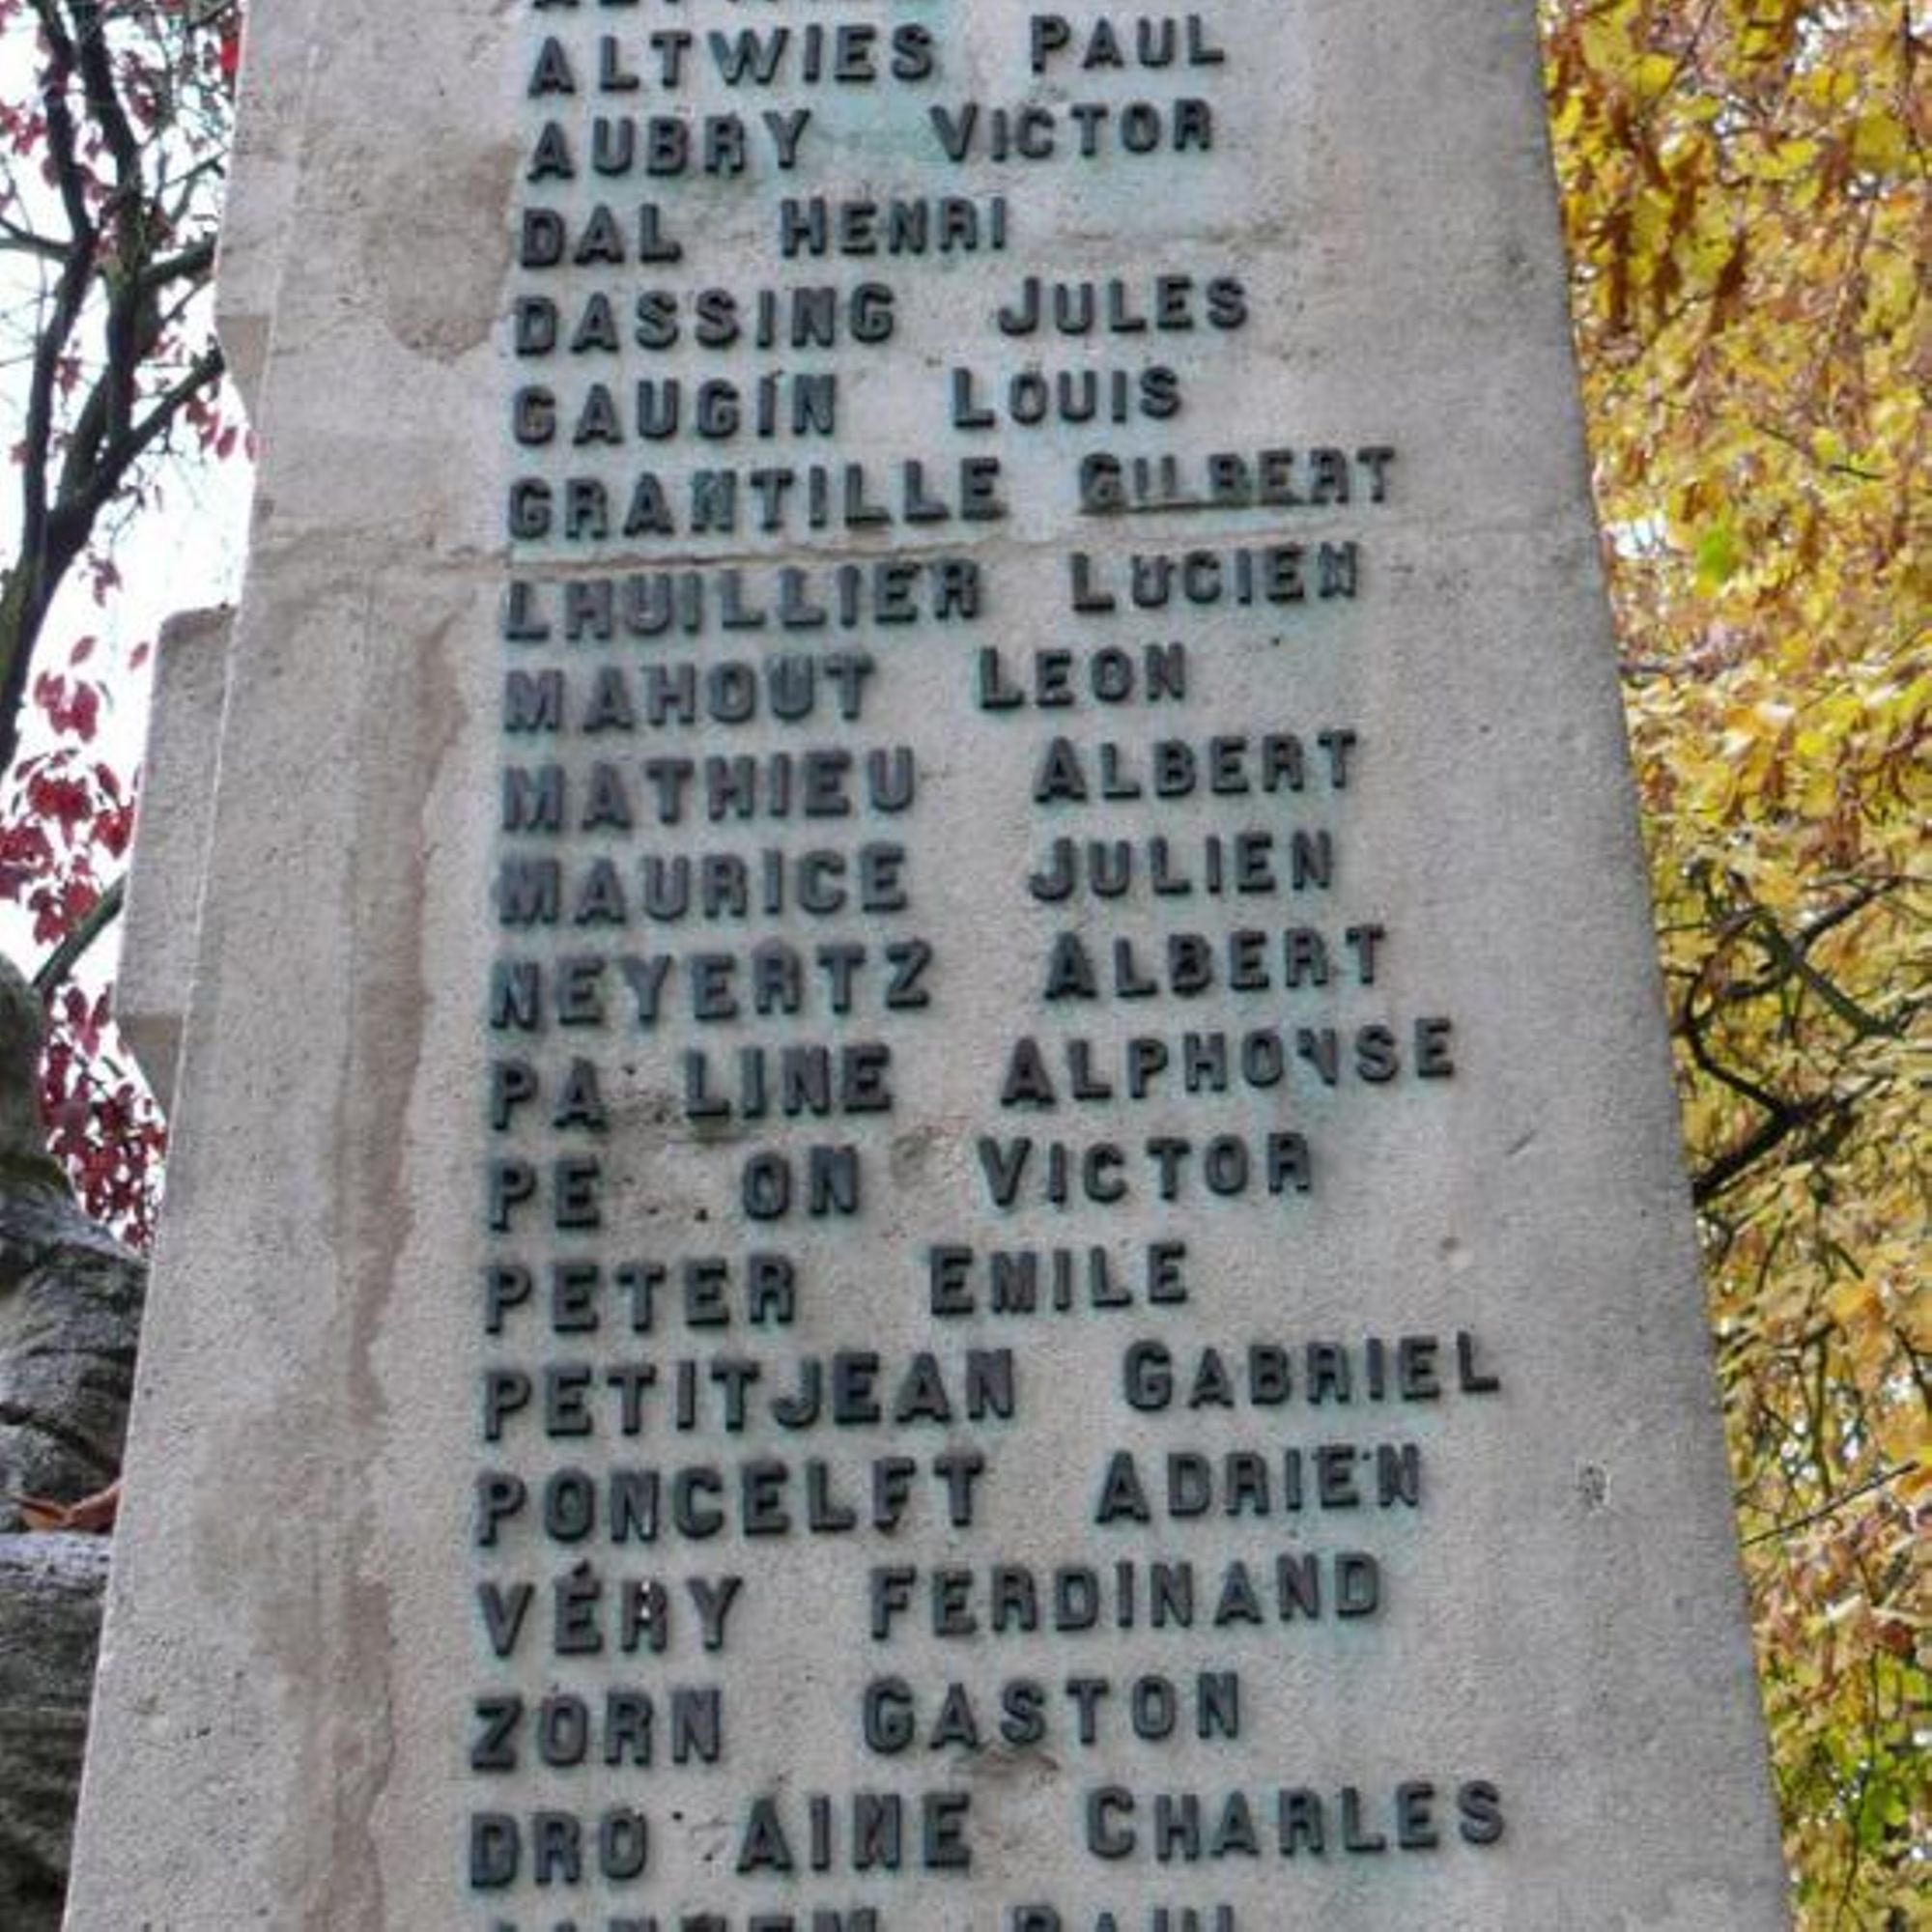 ALTWIES PAUL
AUBRY VICTOR
DAL HENRI
DASSING JULES
GAUGIN LOUIS
GRANTILLE GILBERT
LHUILLIER LUCIEN
MAHOUT LEON
MATHIEU ALBERT
MAURICE JULIEN
NEYERTZ ALBERT
PA LINE ALPHONSE
PE ON VICTOR
PETER EMILE
PETITJEAN GABRIEL
PONCELET ADRIEN
VÉRY FERDINAND
ZORN GASTON
DRO AINE CHARLES
PAUL